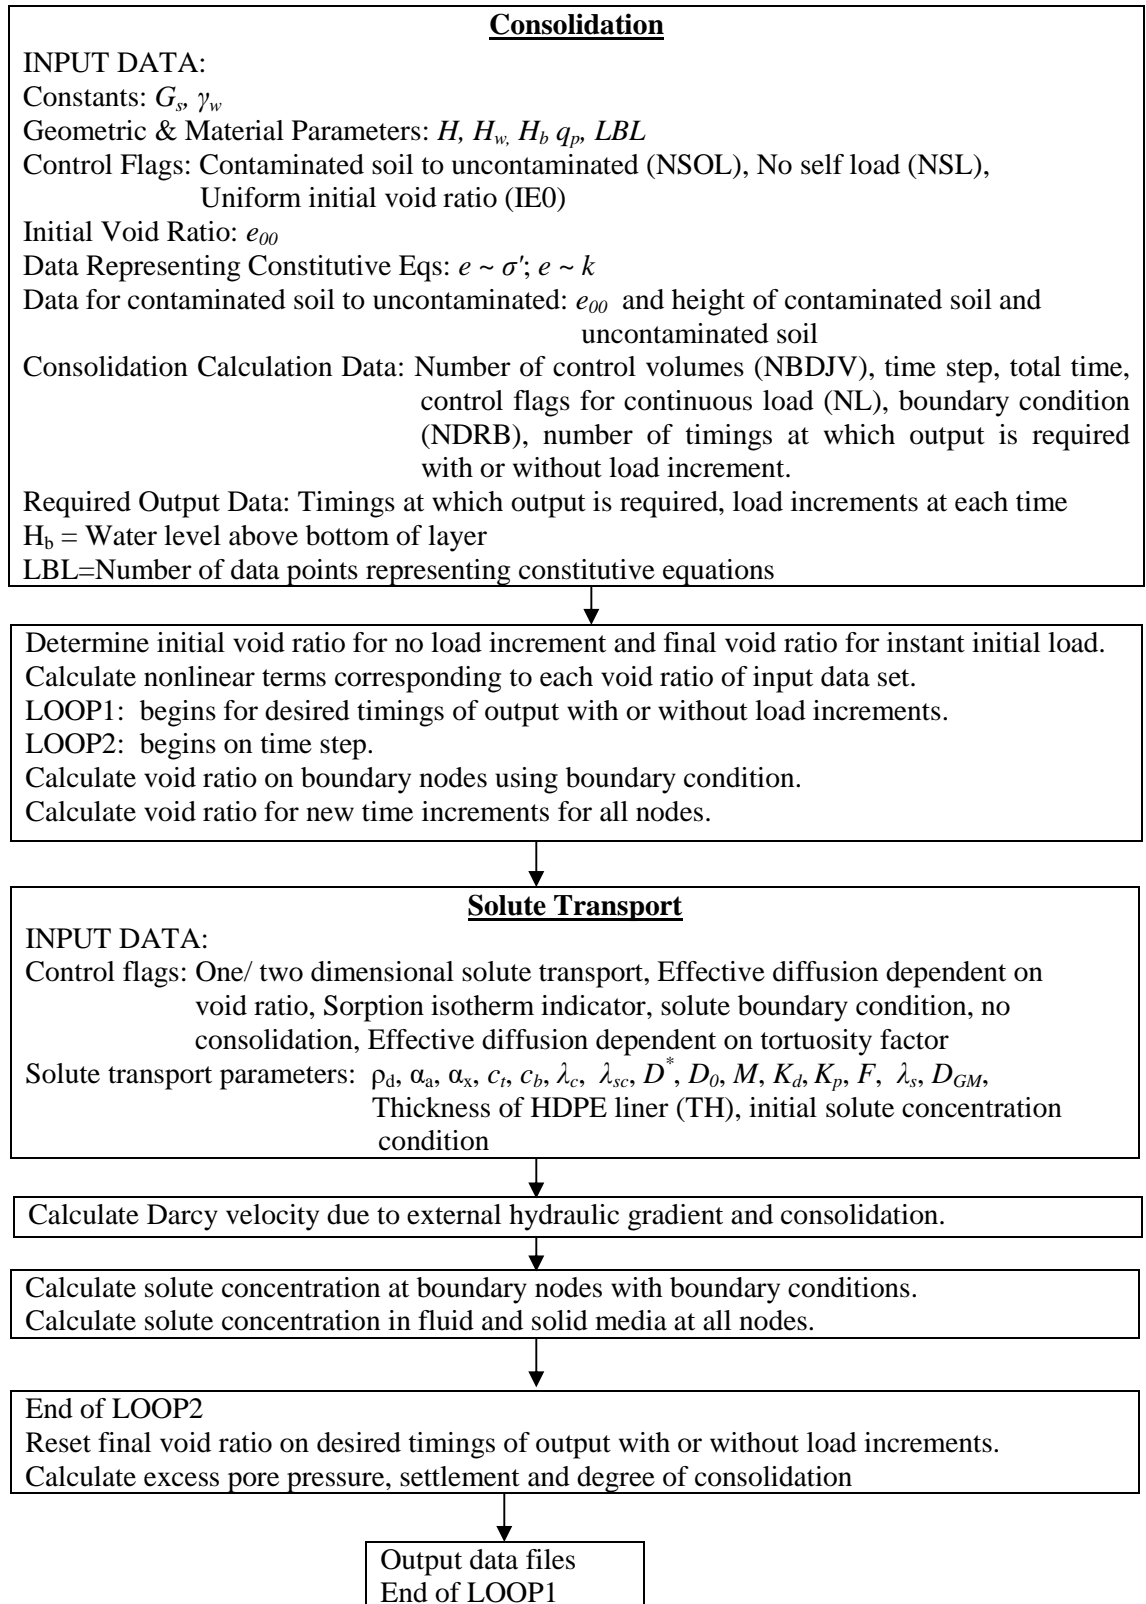 Consolidation
INPUT DATA:
Constants: Gs, γw
Geometric & Material Parameters: H, Hw, Hb qp, LBL
Control Flags: Contaminated soil to uncontaminated (NSOL), No self load (NSL),
Uniform initial void ratio (IE0)
Initial Void Ratio: e00
Data Representing Constitutive Eqs: e ~ σ'; e ~ k
Data for contaminated soil to uncontaminated: e00 and height of contaminated soil and
uncontaminated soil
Consolidation Calculation Data: Number of control volumes (NBDJV), time step, total time,
control flags for continuous load (NL), boundary condition
(NDRB), number of timings at which output is required
with or without load increment.
Required Output Data: Timings at which output is required, load increments at each time
Hb = Water level above bottom of layer
LBL=Number of data points representing constitutive equations
Determine initial void ratio for no load increment and final void ratio for instant initial load.
Calculate nonlinear terms corresponding to each void ratio of input data set.
LOOP1: begins for desired timings of output with or without load increments.
LOOP2: begins on time step.
Calculate void ratio on boundary nodes using boundary condition.
Calculate void ratio for new time increments for all nodes.
Solute Transport
INPUT DATA:
Control flags: One/ two dimensional solute transport, Effective diffusion dependent on
void ratio, Sorption isotherm indicator, solute boundary condition, no
consolidation, Effective diffusion dependent on tortuosity factor
Solute transport parameters: ρd, αa, αx, ct, cb, λc, λsc, D*, D0, M, Kd, Kp, F, λs, DGM,
Thickness of HDPE liner (TH), initial solute concentration
condition
Calculate Darcy velocity due to external hydraulic gradient and consolidation.
Calculate solute concentration at boundary nodes with boundary conditions.
Calculate solute concentration in fluid and solid media at all nodes.
End of LOOP2
Reset final void ratio on desired timings of output with or without load increments.
Calculate excess pore pressure, settlement and degree of consolidation
Output data files
End of LOOP1